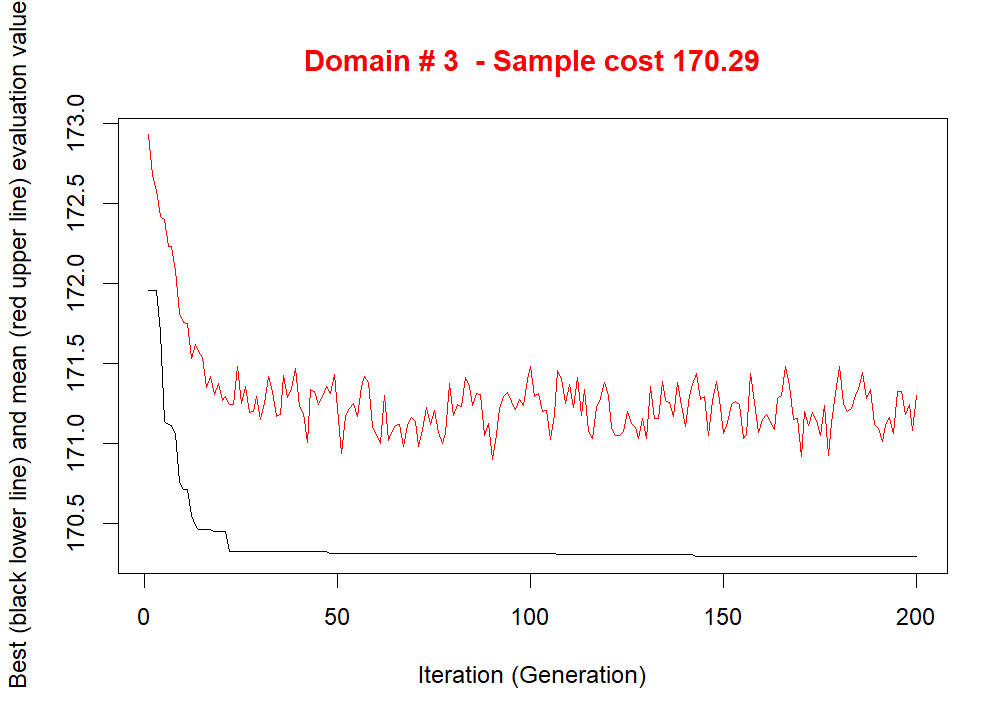 Domain # 3  - Sample cost 170.29
Best (black lower line) and mean (red upper line) evaluation value
173.0
172.5
172.0
171.5
171.0
170.5
0 50 100 150 200
Iteration (Generation)